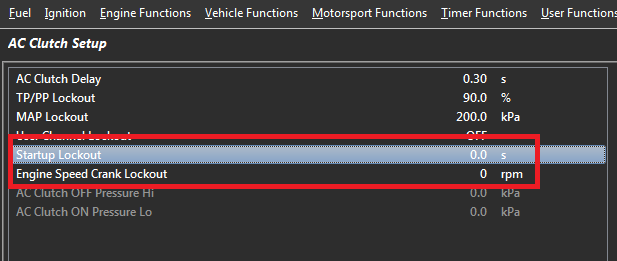 Fuel Ignition Engine Functions Vehicle Functions Motorsport Functions Timer Functions User Functions
AC Clutch Setup
AC Clutch Delay 0.30 s
TP/PP Lockout 90.0 %
MAP Lockout 200.0 kPa
User Channel Lockout OFF
Startup Lockout 0.0 s
Engine Speed Crank Lockout 0 rpm
AC Clutch OFF Pressure Hi 0.0 kPa
AC Clutch ON Pressure Lo 0.0 kPa